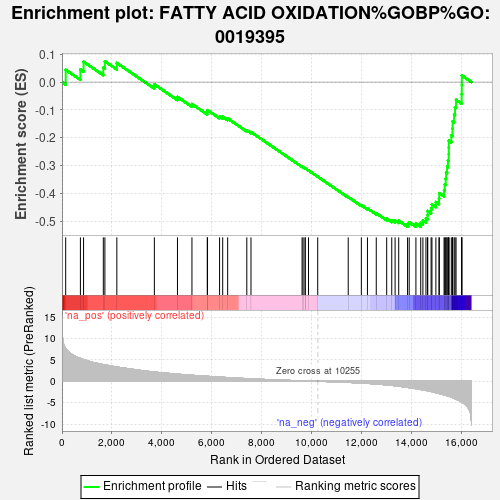 Enrichment plot: FATTY ACID OXIDATION%GOBP%GO:
0019395
Enrichment score (ES)
0.1
0.0
-0.1
-0.2
-0.3
-0.4
-0.5
'na_pos' (positively correlated)
Ranked list metric (PreRanked)
15
10
5
0
-5
-10
Zero cross at 10255
'na_neg' (negatively correlated)
0
2,000
4,000
6,000
8,000
10,000
12,000
14,000
16,000
Rank in Ordered Dataset
Enrichment profile
Hits
Ranking metric scores